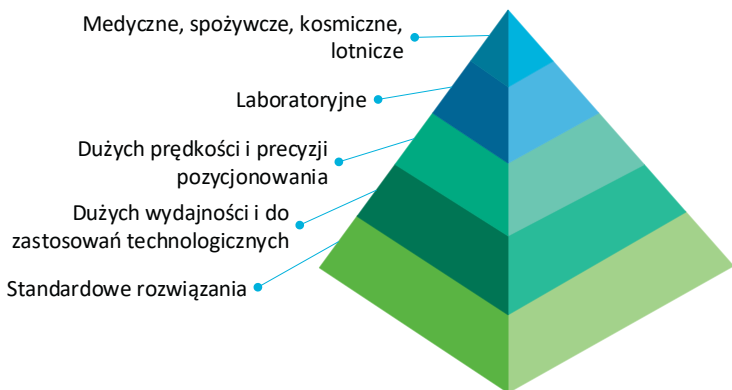 Medyczne, spożywcze, kosmiczne,
lotnicze
Laboratoryjne
Dużych prędkości i precyzji
pozycjonowania
Dużych wydajności i do
zastosowań technologicznych
Standardowe rozwiązania